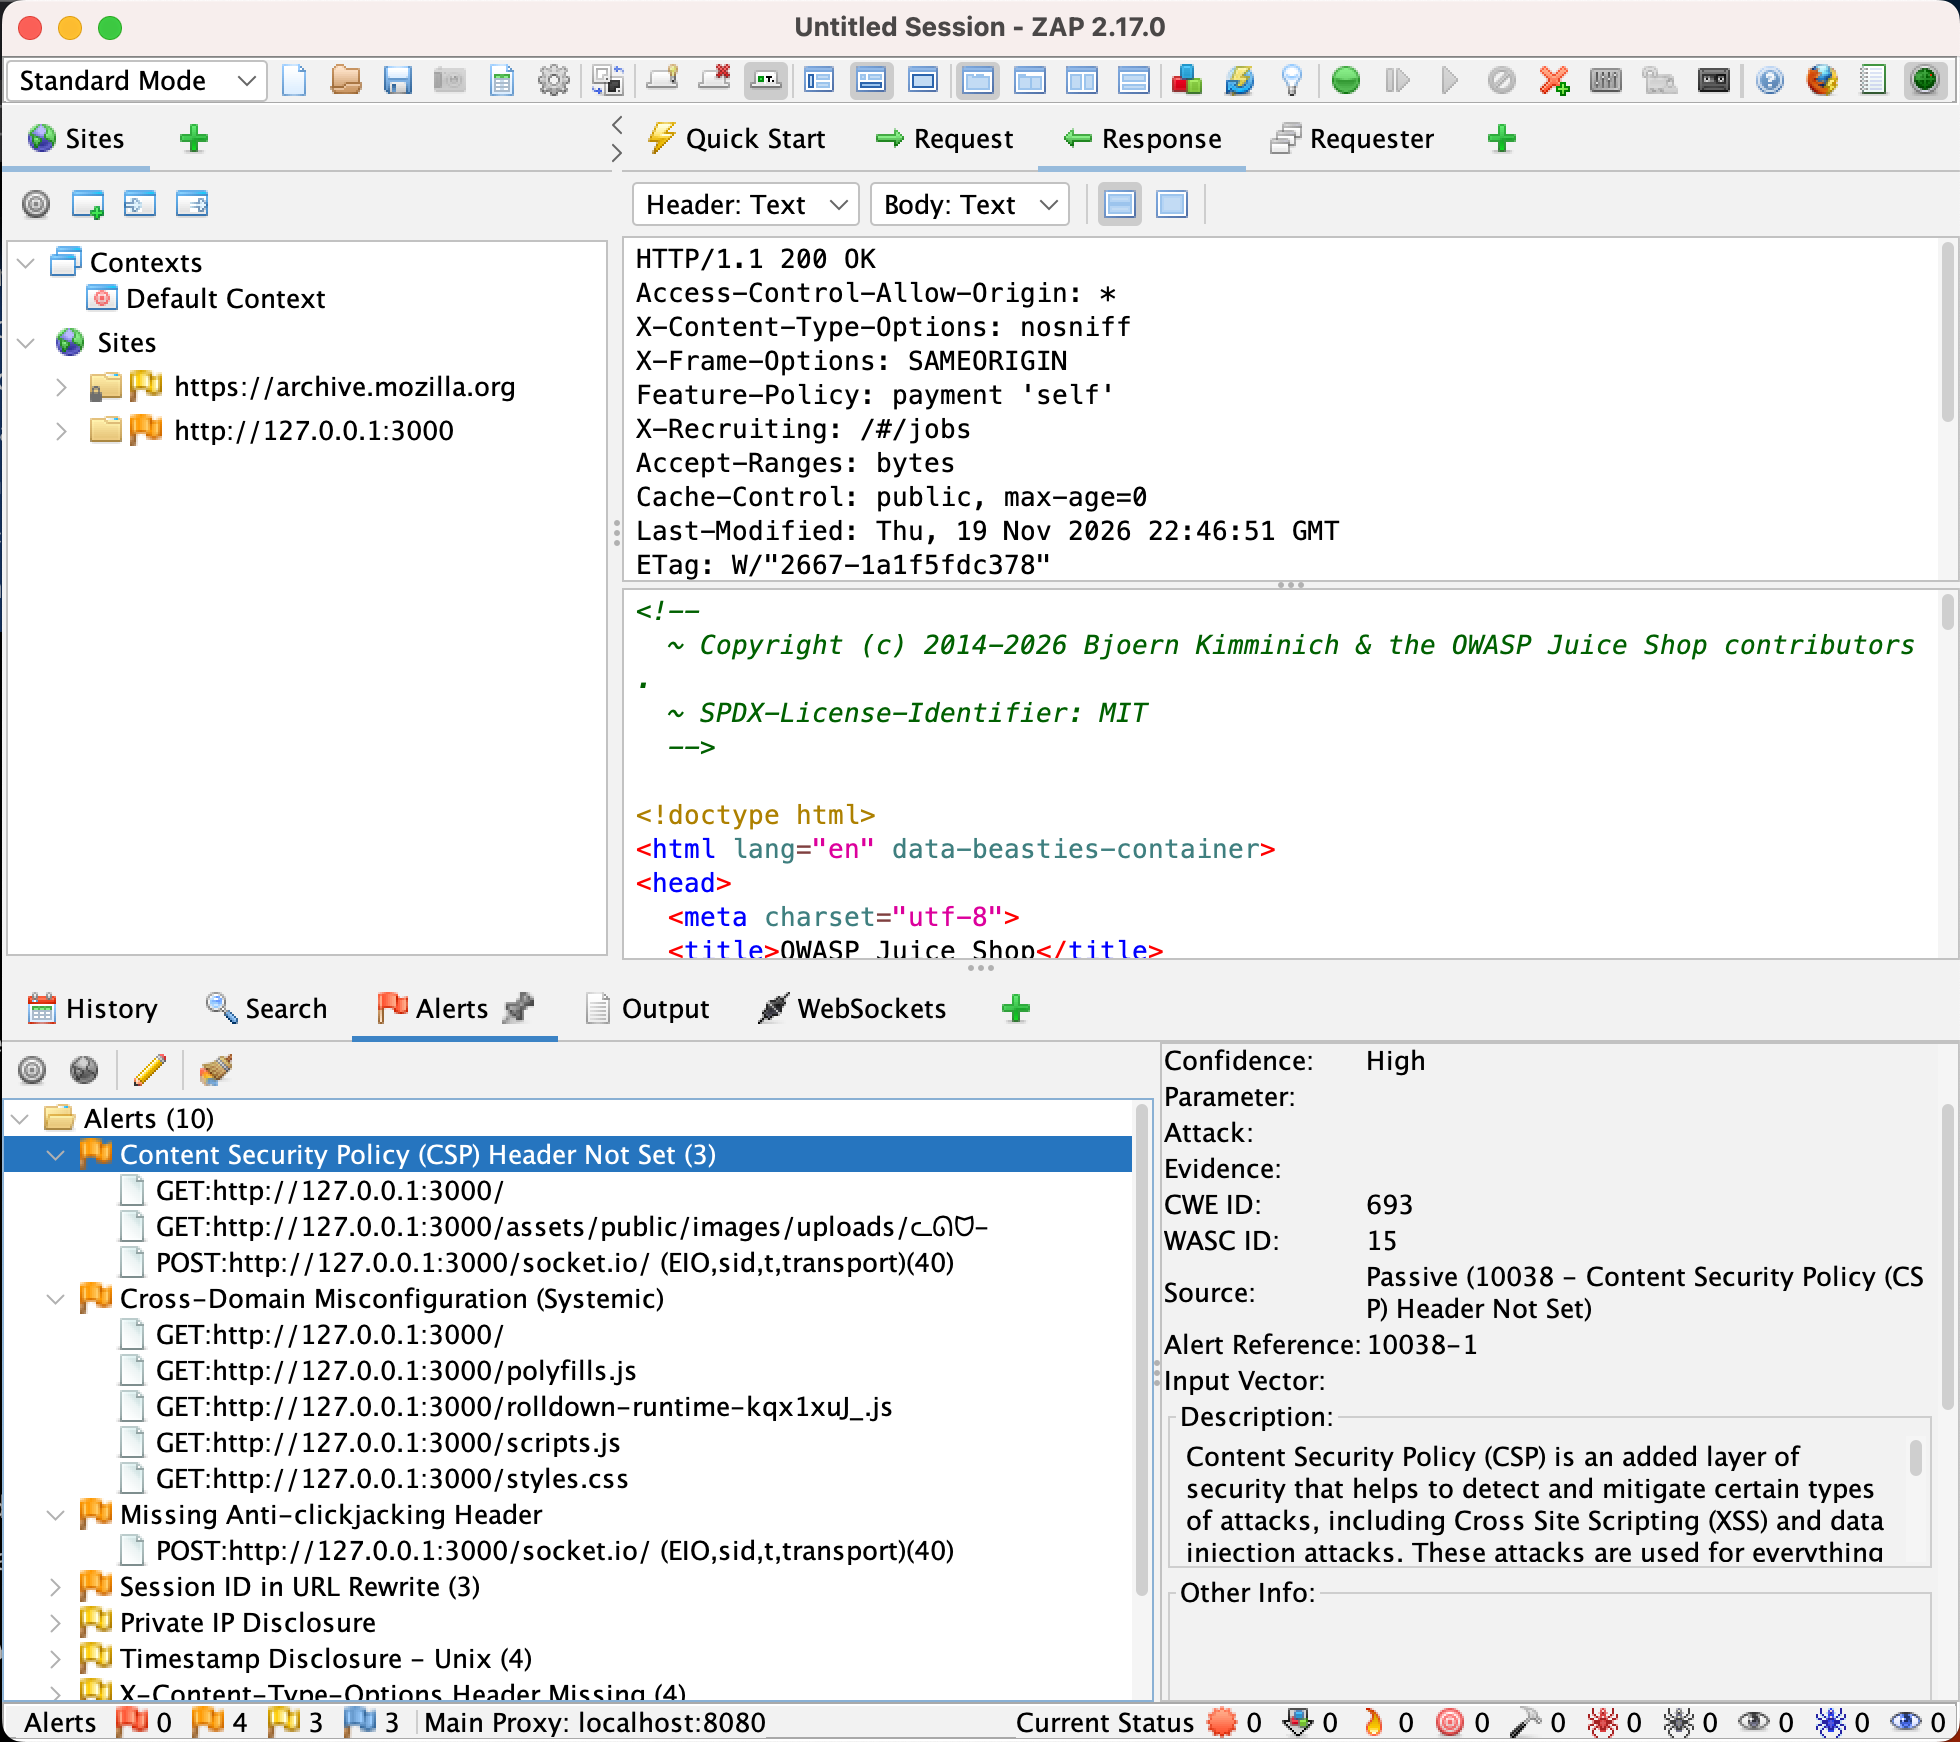 Untitled Session - ZAP 2.17.0
Standard Mode
Sites
Quick Start
Request
Response
Requester
Header: Text
Body: Text
Contexts
Default Context
Sites
https://archive.mozilla.org
http://127.0.0.1:3000
HTTP/1.1 200 OK
Access-Control-Allow-Origin: *
X-Content-Type-Options: nosniff
X-Frame-Options: SAMEORIGIN
Feature-Policy: payment 'self'
X-Recruiting: /#/jobs
Accept-Ranges: bytes
Cache-Control: public, max-age=0
Last-Modified: Thu, 19 Nov 2026 22:46:51 GMT
ETag: W/"2667-1a1f5fdc378"
<!--
~ Copyright (c) 2014-2026 Bjoern Kimminich & the OWASP Juice Shop contributors
.
~ SPDX-License-Identifier: MIT
-->
<!doctype html>
<html lang="en" data-beasties-container>
<head>
<meta charset="utf-8">
<title>OWASP Juice Shop</title>
History
Search
Alerts
Output
WebSockets
Alerts (10)
Content Security Policy (CSP) Header Not Set (3)
GET:http://127.0.0.1:3000/
GET:http://127.0.0.1:3000/assets/public/images/uploads/ᓚᘏᗢ-
POST:http://127.0.0.1:3000/socket.io/ (EIO,sid,t,transport)(40)
Cross-Domain Misconfiguration (Systemic)
GET:http://127.0.0.1:3000/
GET:http://127.0.0.1:3000/polyfills.js
GET:http://127.0.0.1:3000/rolldown-runtime-kqx1xuJ_.js
GET:http://127.0.0.1:3000/scripts.js
GET:http://127.0.0.1:3000/styles.css
Missing Anti-clickjacking Header
POST:http://127.0.0.1:3000/socket.io/ (EIO,sid,t,transport)(40)
Session ID in URL Rewrite (3)
Private IP Disclosure
Timestamp Disclosure - Unix (4)
X-Content-Type-Options Header Missing (4)
Confidence: High
Parameter:
Attack:
Evidence:
CWE ID: 693
WASC ID: 15
Source: Passive (10038 - Content Security Policy (CS
P) Header Not Set)
Alert Reference: 10038-1
Input Vector:
Description:
Content Security Policy (CSP) is an added layer of
security that helps to detect and mitigate certain types
of attacks, including Cross Site Scripting (XSS) and data
injection attacks. These attacks are used for everything
Other Info:
Alerts 0 4 3 3 Main Proxy: localhost:8080
Current Status 0 0 0 0 0 0 0 0 0 0